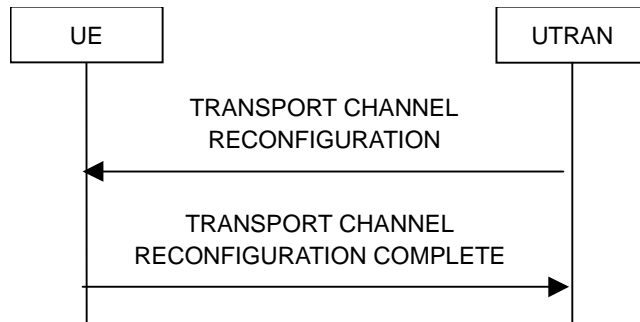 UE
UTRAN
TRANSPORT CHANNEL
RECONFIGURATION
TRANSPORT CHANNEL
RECONFIGURATION COMPLETE